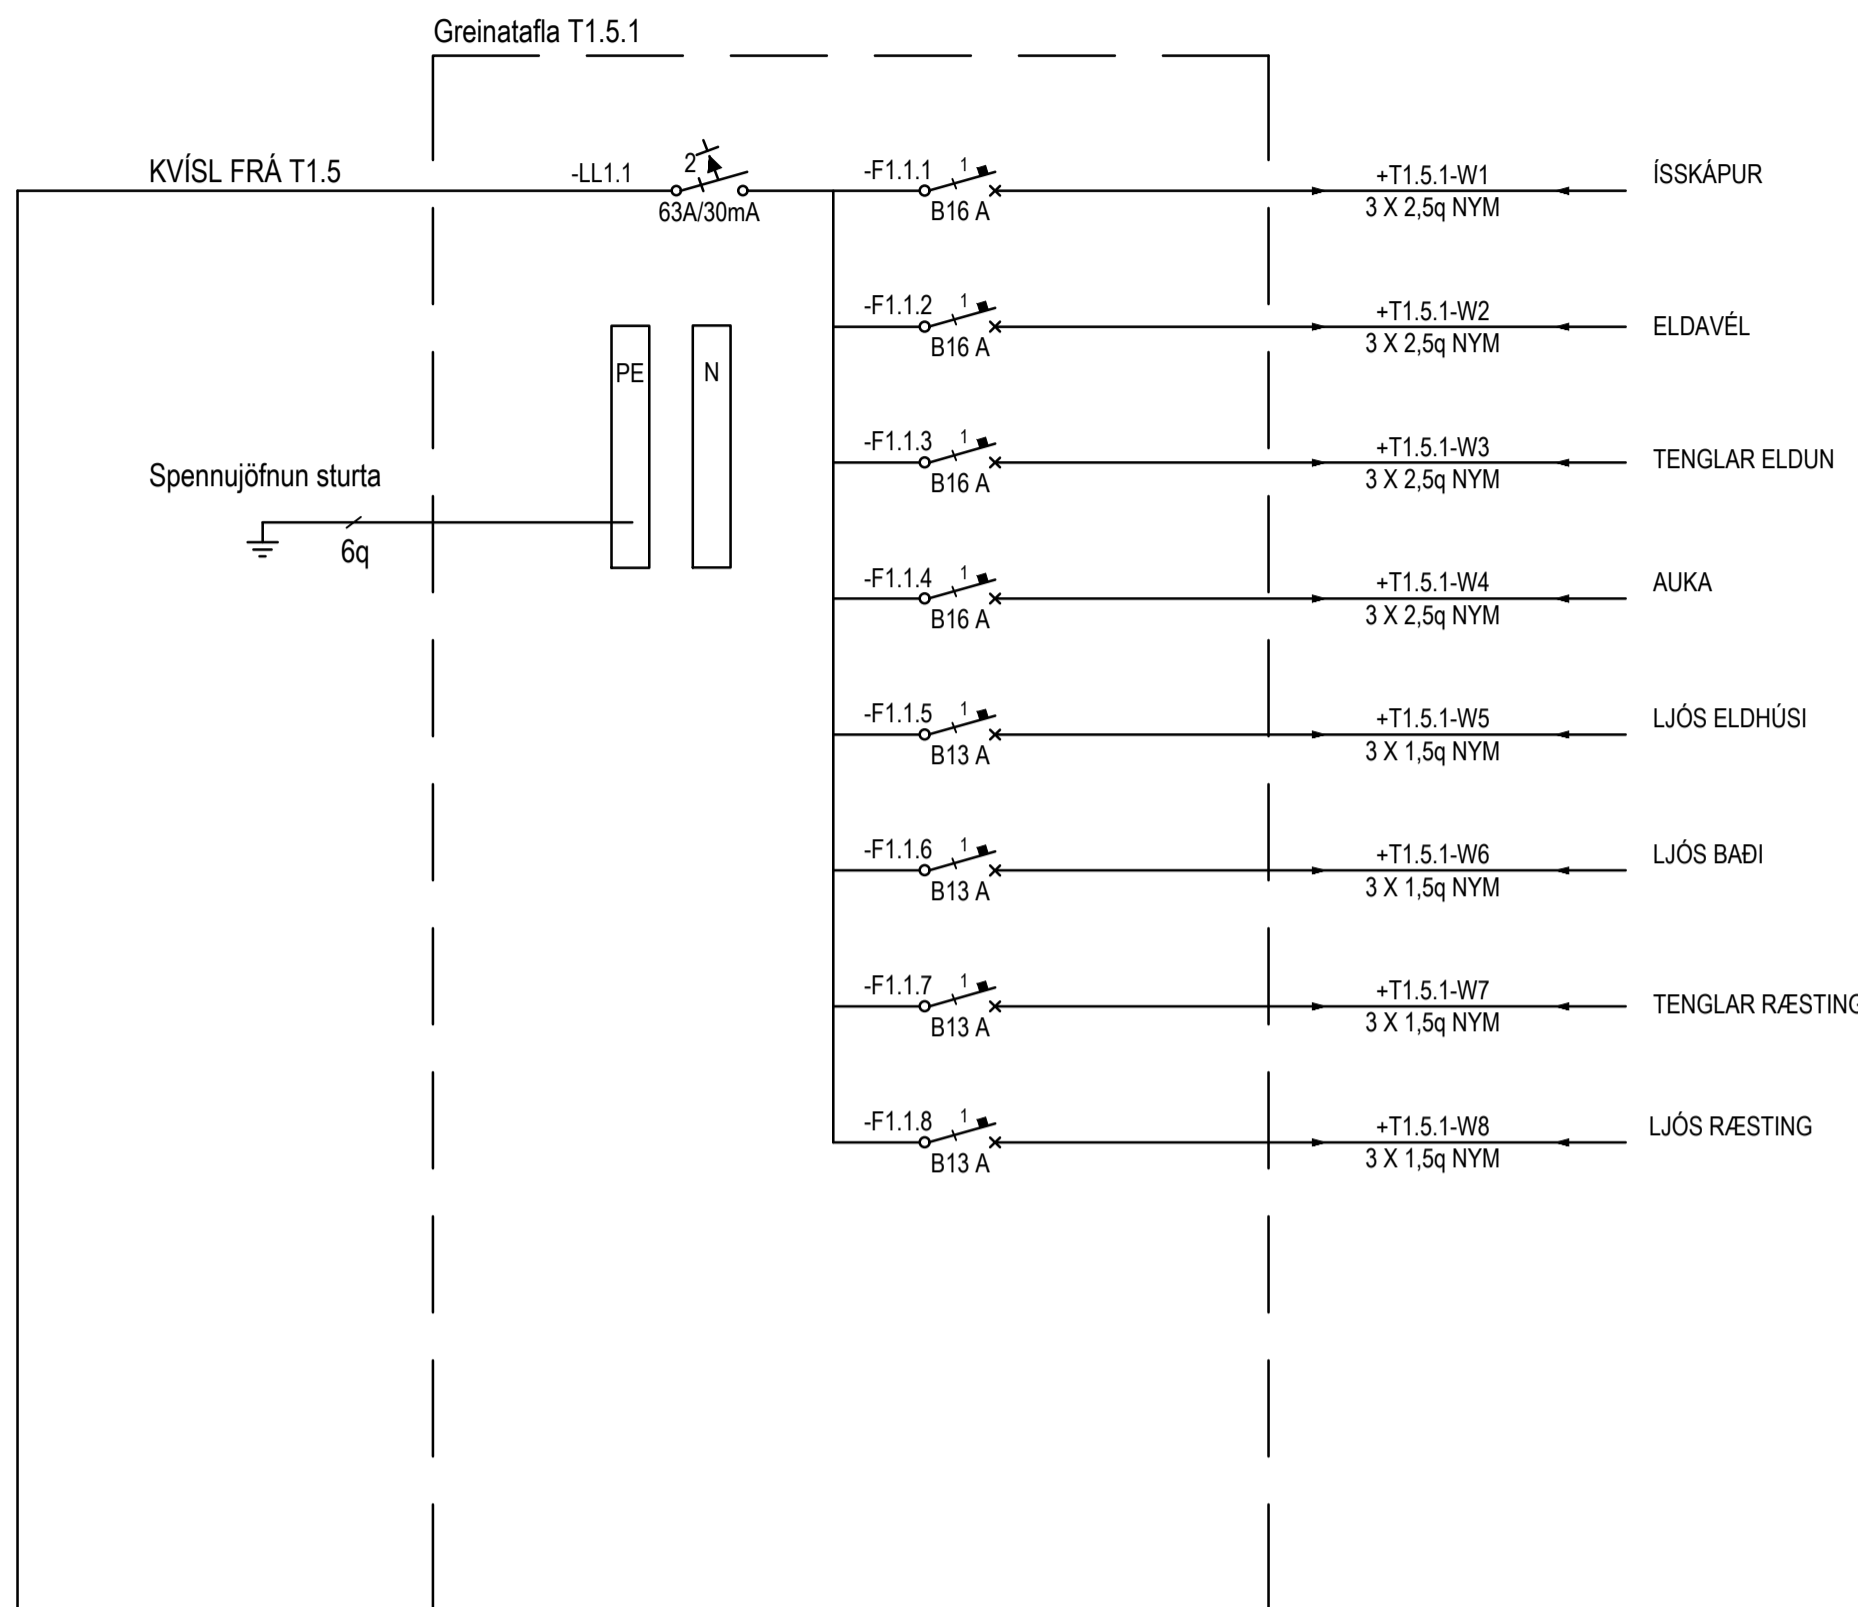 Greinatafla T1.5.1
KVÍSL FRÁ T1.5
-LL1.1
2
63A/30mA
-F1.1.1
1
B16 A
+T1.5.1-W1
3 X 2,5q NYM
ÍSSKÁPUR
-F1.1.2
1
B16 A
+T1.5.1-W2
3 X 2,5q NYM
ELDAVÉL
PE
N
-F1.1.3
1
B16 A
+T1.5.1-W3
3 X 2,5q NYM
TENGLAR ELDUN
Spennujöfnun sturta
6q
-F1.1.4
1
B16 A
+T1.5.1-W4
3 X 2,5q NYM
AUKA
-F1.1.5
1
B13 A
+T1.5.1-W5
3 X 1,5q NYM
LJÓS ELDHÚSI
-F1.1.6
1
B13 A
+T1.5.1-W6
3 X 1,5q NYM
LJÓS BAÐI
-F1.1.7
1
B13 A
+T1.5.1-W7
3 X 1,5q NYM
TENGLAR RÆSTING
-F1.1.8
1
B13 A
+T1.5.1-W8
3 X 1,5q NYM
LJÓS RÆSTING